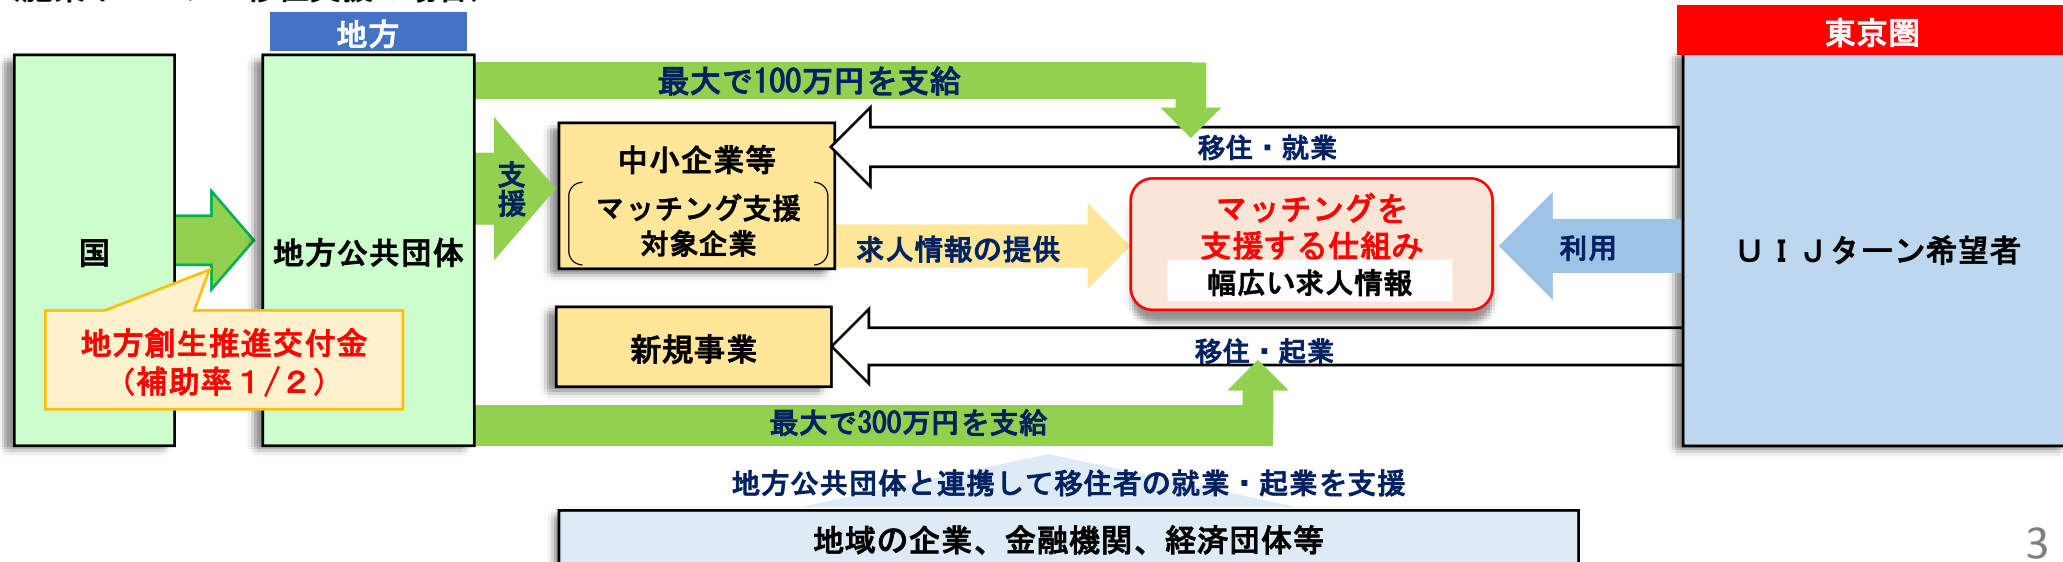 地方
東京圏
最大で100万円を支給
移住・就業
支援
中小企業等
マッチング支援
対象企業
国
地方公共団体
求人情報の提供
マッチングを
支援する仕組み
幅広い求人情報
利用
ＵＩＪターン希望者
地方創生推進交付金
（補助率１／２）
新規事業
移住・起業
最大で300万円を支給
地方公共団体と連携して移住者の就業・起業を支援
地域の企業、金融機関、経済団体等
3